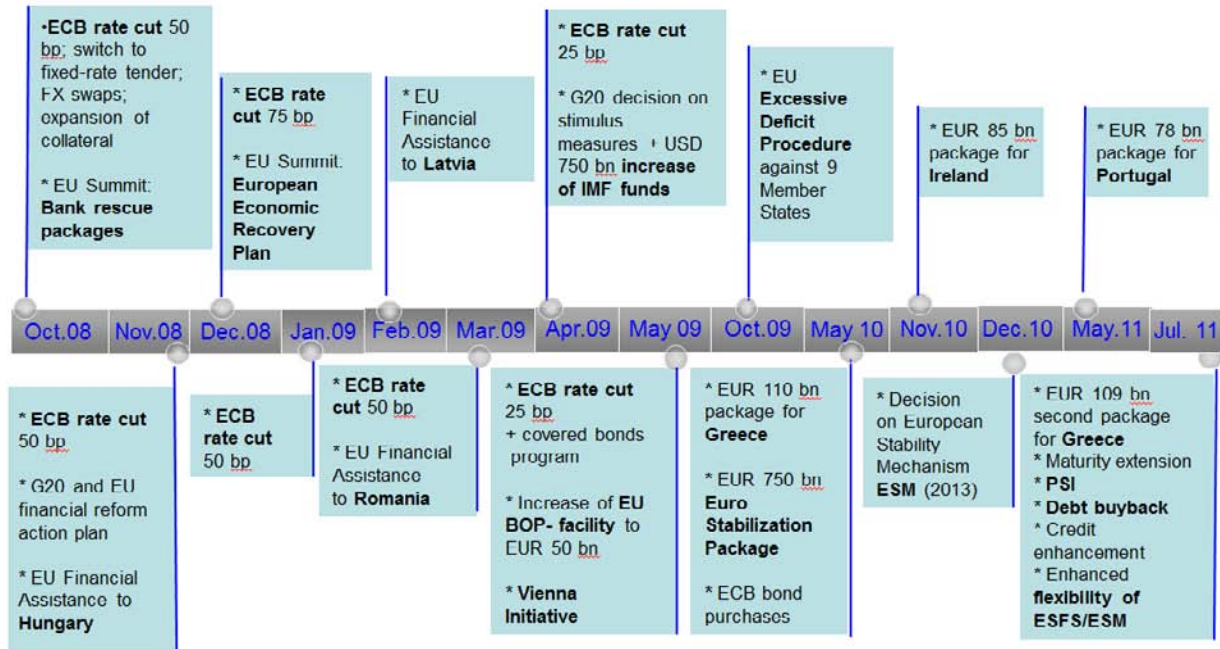 •ECB rate cut 50
bp; switch to
fixed-rate tender;
FX swaps;
expansion of
collateral
* EU Summit:
Bank rescue
packages
* ECB rate
cut 75 bp
* EU Summit:
European
Economic
Recovery
Plan
* EU
Financial
Assistance
to Latvia
* ECB rate cut
25 bp
* G20 decision on
stimulus
measures + USD
750 bn increase
of IMF funds
* EU
Excessive
Deficit
Procedure
against 9
Member
States
* EUR 85 bn
package for
Ireland
* EUR 78 bn
package for
Portugal
Oct.08 Nov.08 Dec.08 Jan.09 Feb.09 Mar.09 Apr.09 May 09 Oct.09 May 10 Nov.10 Dec.10 May.11 Jul. 11
* ECB rate cut
50 bp
* G20 and EU
financial reform
action plan
* EU Financial
Assistance to
Hungary
* ECB
rate cut
50 bp
* ECB rate
cut 50 bp
* EU Financial
Assistance
to Romania
* ECB rate cut
25 bp
+ covered bonds
program
* Increase of EU
BOP- facility to
EUR 50 bn
* Vienna
Initiative
* EUR 110 bn
package for
Greece
* EUR 750 bn
Euro
Stabilization
Package
* ECB bond
purchases
* Decision
on European
Stability
Mechanism
ESM (2013)
* EUR 109 bn
second package
for Greece
* Maturity extension
* PSI
* Debt buyback
* Credit
enhancement
* Enhanced
flexibility of
ESFS/ESM